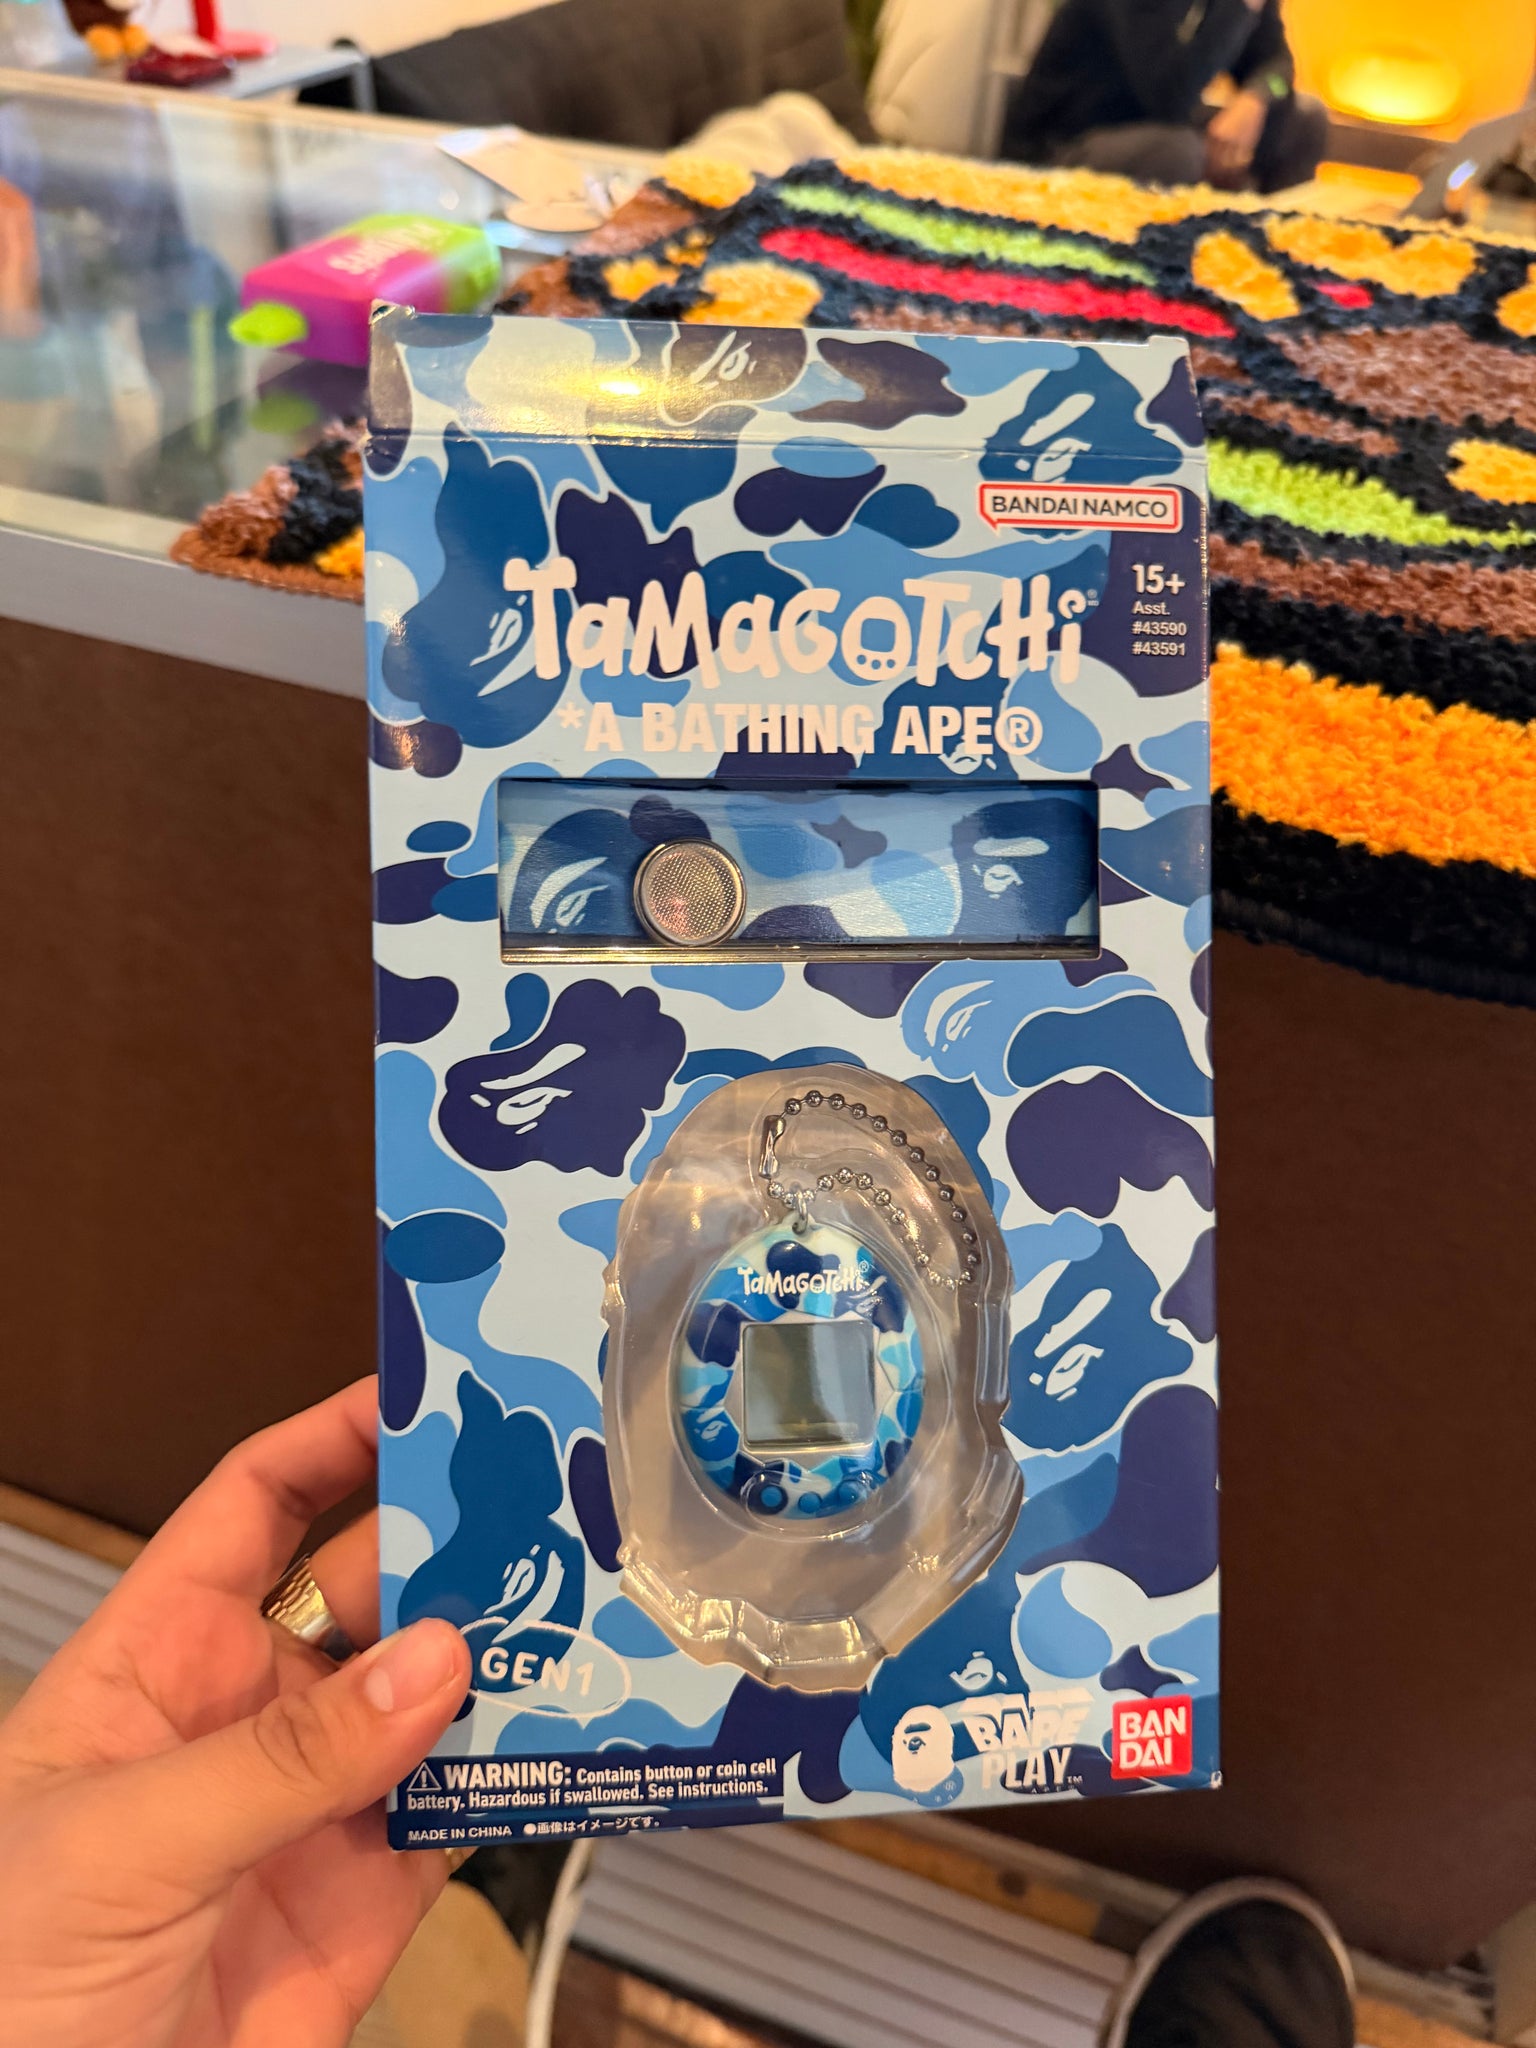 BANDAI NAMCO
15+
Asst.
#43590
#43591
TaMaGoTcHi®
*A BATHING APE®
TaMaGoTcHi®
GEN1
BAPE
PLAY™
BAN
DAI
⚠WARNING: Contains button or coin cell
battery. Hazardous if swallowed. See instructions.
MADE IN CHINA ●画像はイメージです。